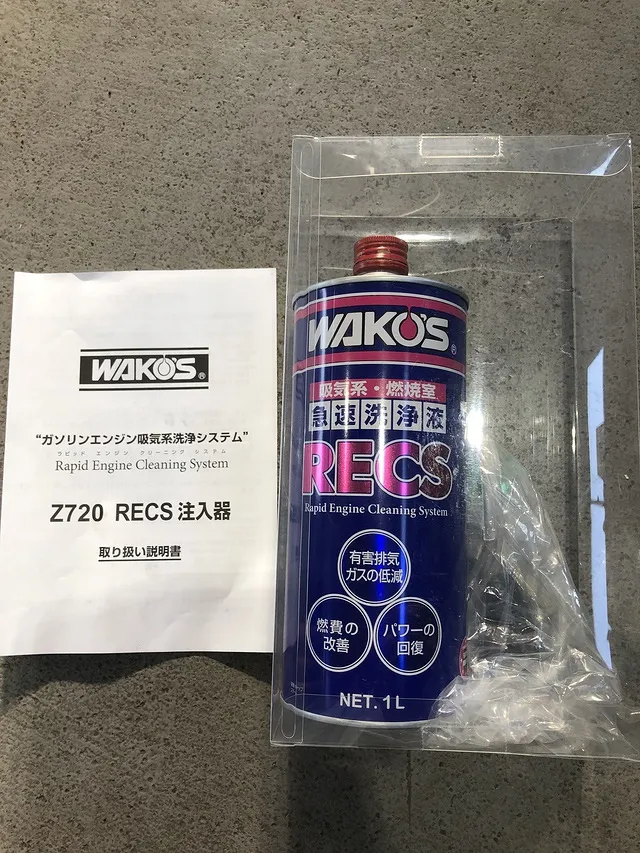 WAKO'S®
“ガソリンエンジン吸気系洗浄システム”
ラピッド エンジン クリーニング システム
Rapid Engine Cleaning System
Z720 RECS 注入器
取り扱い説明書
WAKO'S®
吸気系・燃焼室
急速洗浄液
RECS
Rapid Engine Cleaning System
有害排気
ガスの低減
燃費の
改善
パワーの
回復
NET. 1L